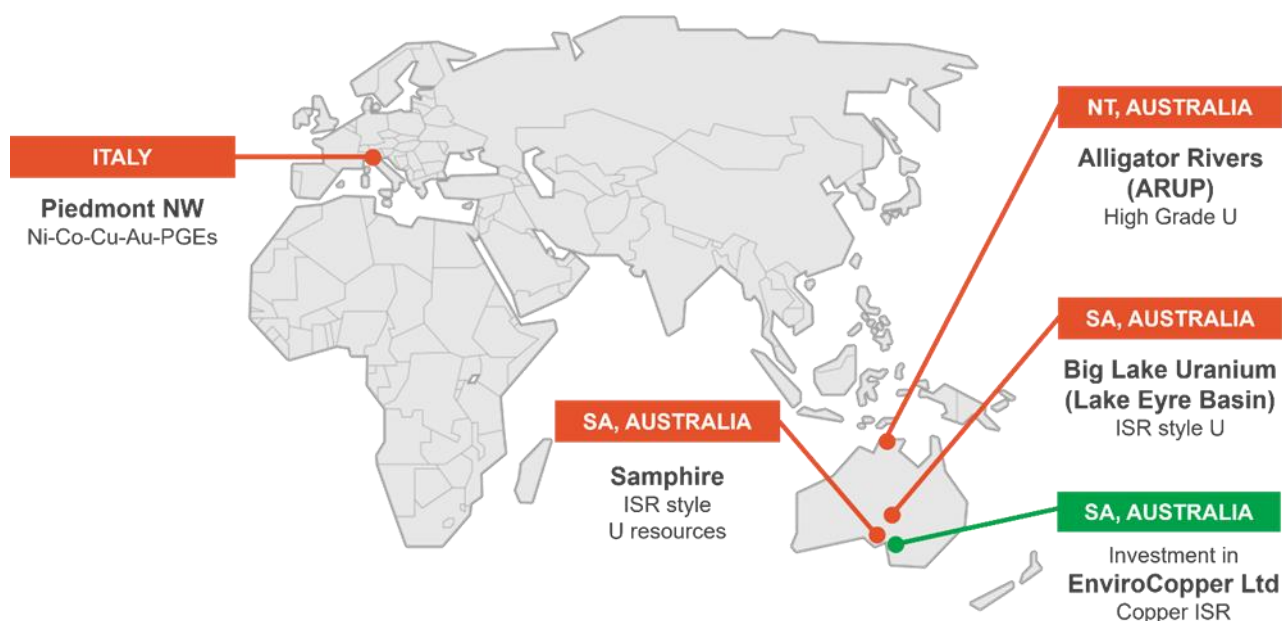 ITALY
Piedmont NW
Ni-Co-Cu-Au-PGEs
NT, AUSTRALIA
Alligator Rivers
(ARUP)
High Grade U
SA, AUSTRALIA
Big Lake Uranium
(Lake Eyre Basin)
ISR style U
SA, AUSTRALIA
Samphire
ISR style
U resources
SA, AUSTRALIA
Investment in
EnviroCopper Ltd
Copper ISR